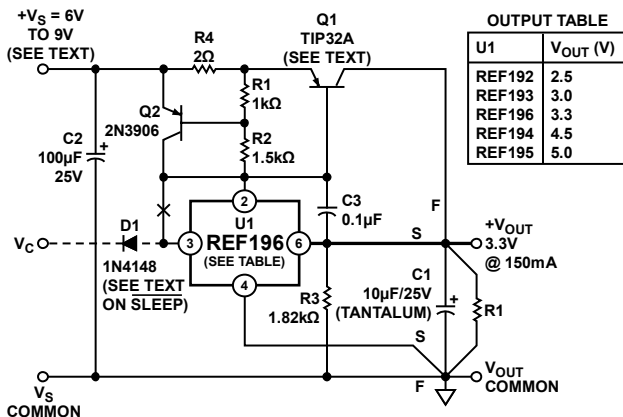 +VS = 6V
TO 9V
(SEE TEXT)
R4
2Ω
Q1
TIP32A
(SEE TEXT)
OUTPUT TABLE
U1 VOUT (V)
REF192 2.5
REF193 3.0
REF196 3.3
REF194 4.5
REF195 5.0
Q2
2N3906
R1
1kΩ
R2
1.5kΩ
C2
100µF
25V
+
C3
0.1µF
F
2
U1
REF196
(SEE TABLE)
3
6
4
S
+VOUT
3.3V
@ 150mA
VC
D1
1N4148
(SEE TEXT
ON SLEEP)
R3
1.82kΩ
C1
10µF/25V
(TANTALUM)
+
R1
S
F
VS
COMMON
VOUT
COMMON